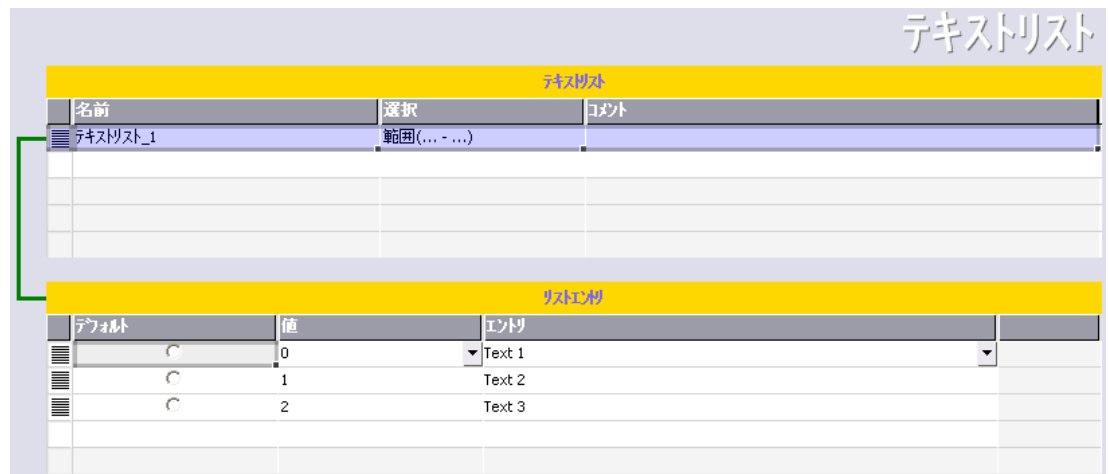 テキストリスト
テキストリスト
名前 選択 コメント
テキストリスト_1 範囲(... - ...)
リストエントリ
デフォルト 値 エントリ
0 Text 1
1 Text 2
2 Text 3